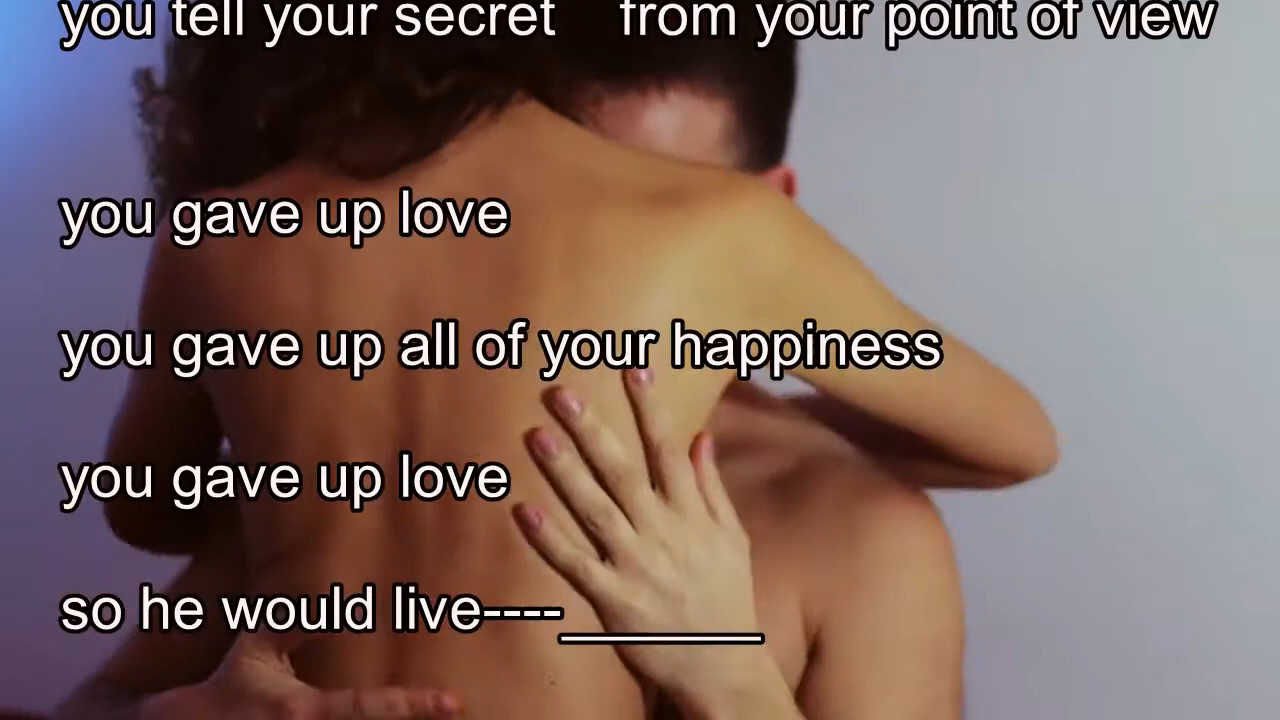 you tell your secret from your point of view
you gave up love
you gave up all of your happiness
you gave up love
so he would live----______